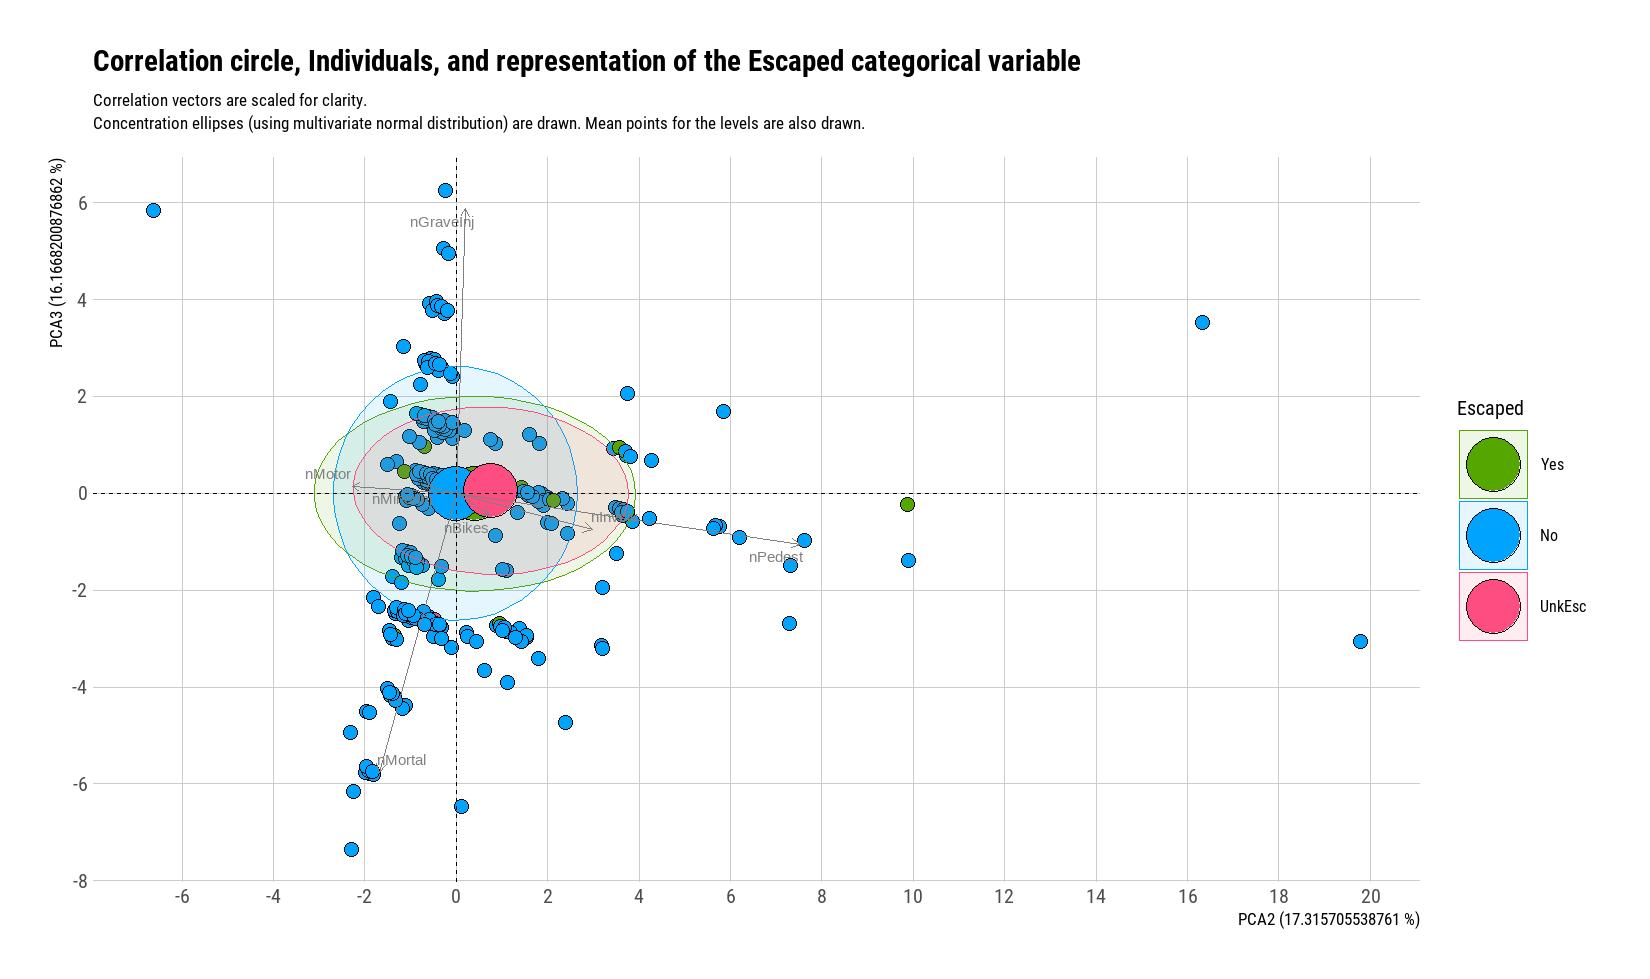 Correlation circle, Individuals, and representation of the Escaped categorical variable
Correlation vectors are scaled for clarity.
Concentration ellipses (using multivariate normal distribution) are drawn. Mean points for the levels are also drawn.
PCA3 (16.1668200876862 %)
6
4
2
0
-2
-4
-6
-8
nGraveInj
nMotor
nBikes
nPedest
nMortal
-6
-4
-2
0
2
4
6
8
10
12
14
16
18
20
PCA2 (17.315705538761 %)
Escaped
Yes
No
UnkEsc